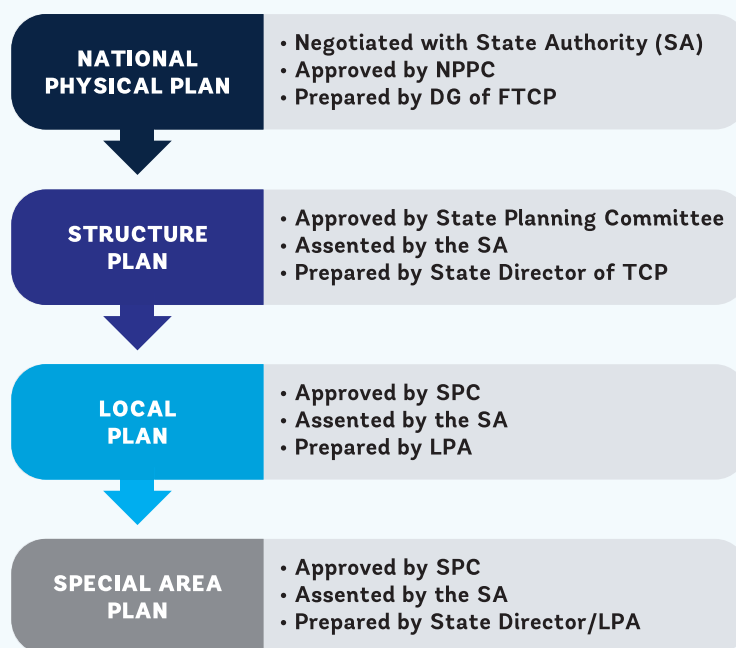 NATIONAL
PHYSICAL PLAN
• Negotiated with State Authority (SA)
• Approved by NPPC
• Prepared by DG of FTCP
STRUCTURE
PLAN
• Approved by State Planning Committee
• Assented by the SA
• Prepared by State Director of TCP
LOCAL
PLAN
• Approved by SPC
• Assented by the SA
• Prepared by LPA
SPECIAL AREA
PLAN
• Approved by SPC
• Assented by the SA
• Prepared by State Director/LPA